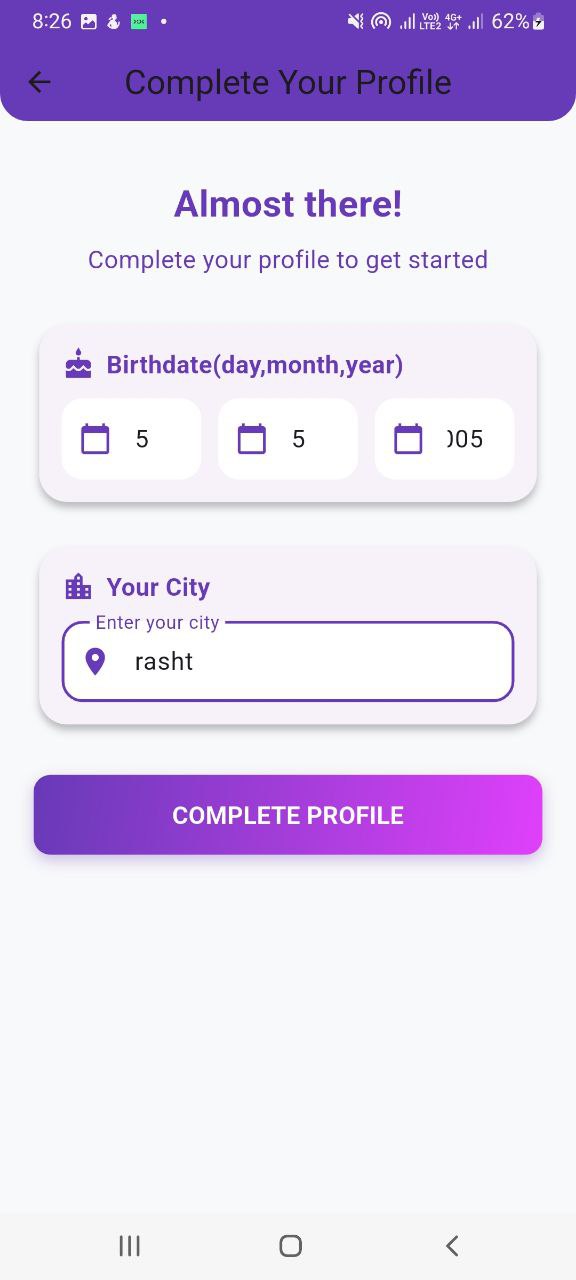 8:26 Vo)) LTE2 4G+ 62%
Complete Your Profile
Almost there!
Complete your profile to get started
Birthdate(day,month,year)
5 5 005
Your City
Enter your city
rasht
COMPLETE PROFILE